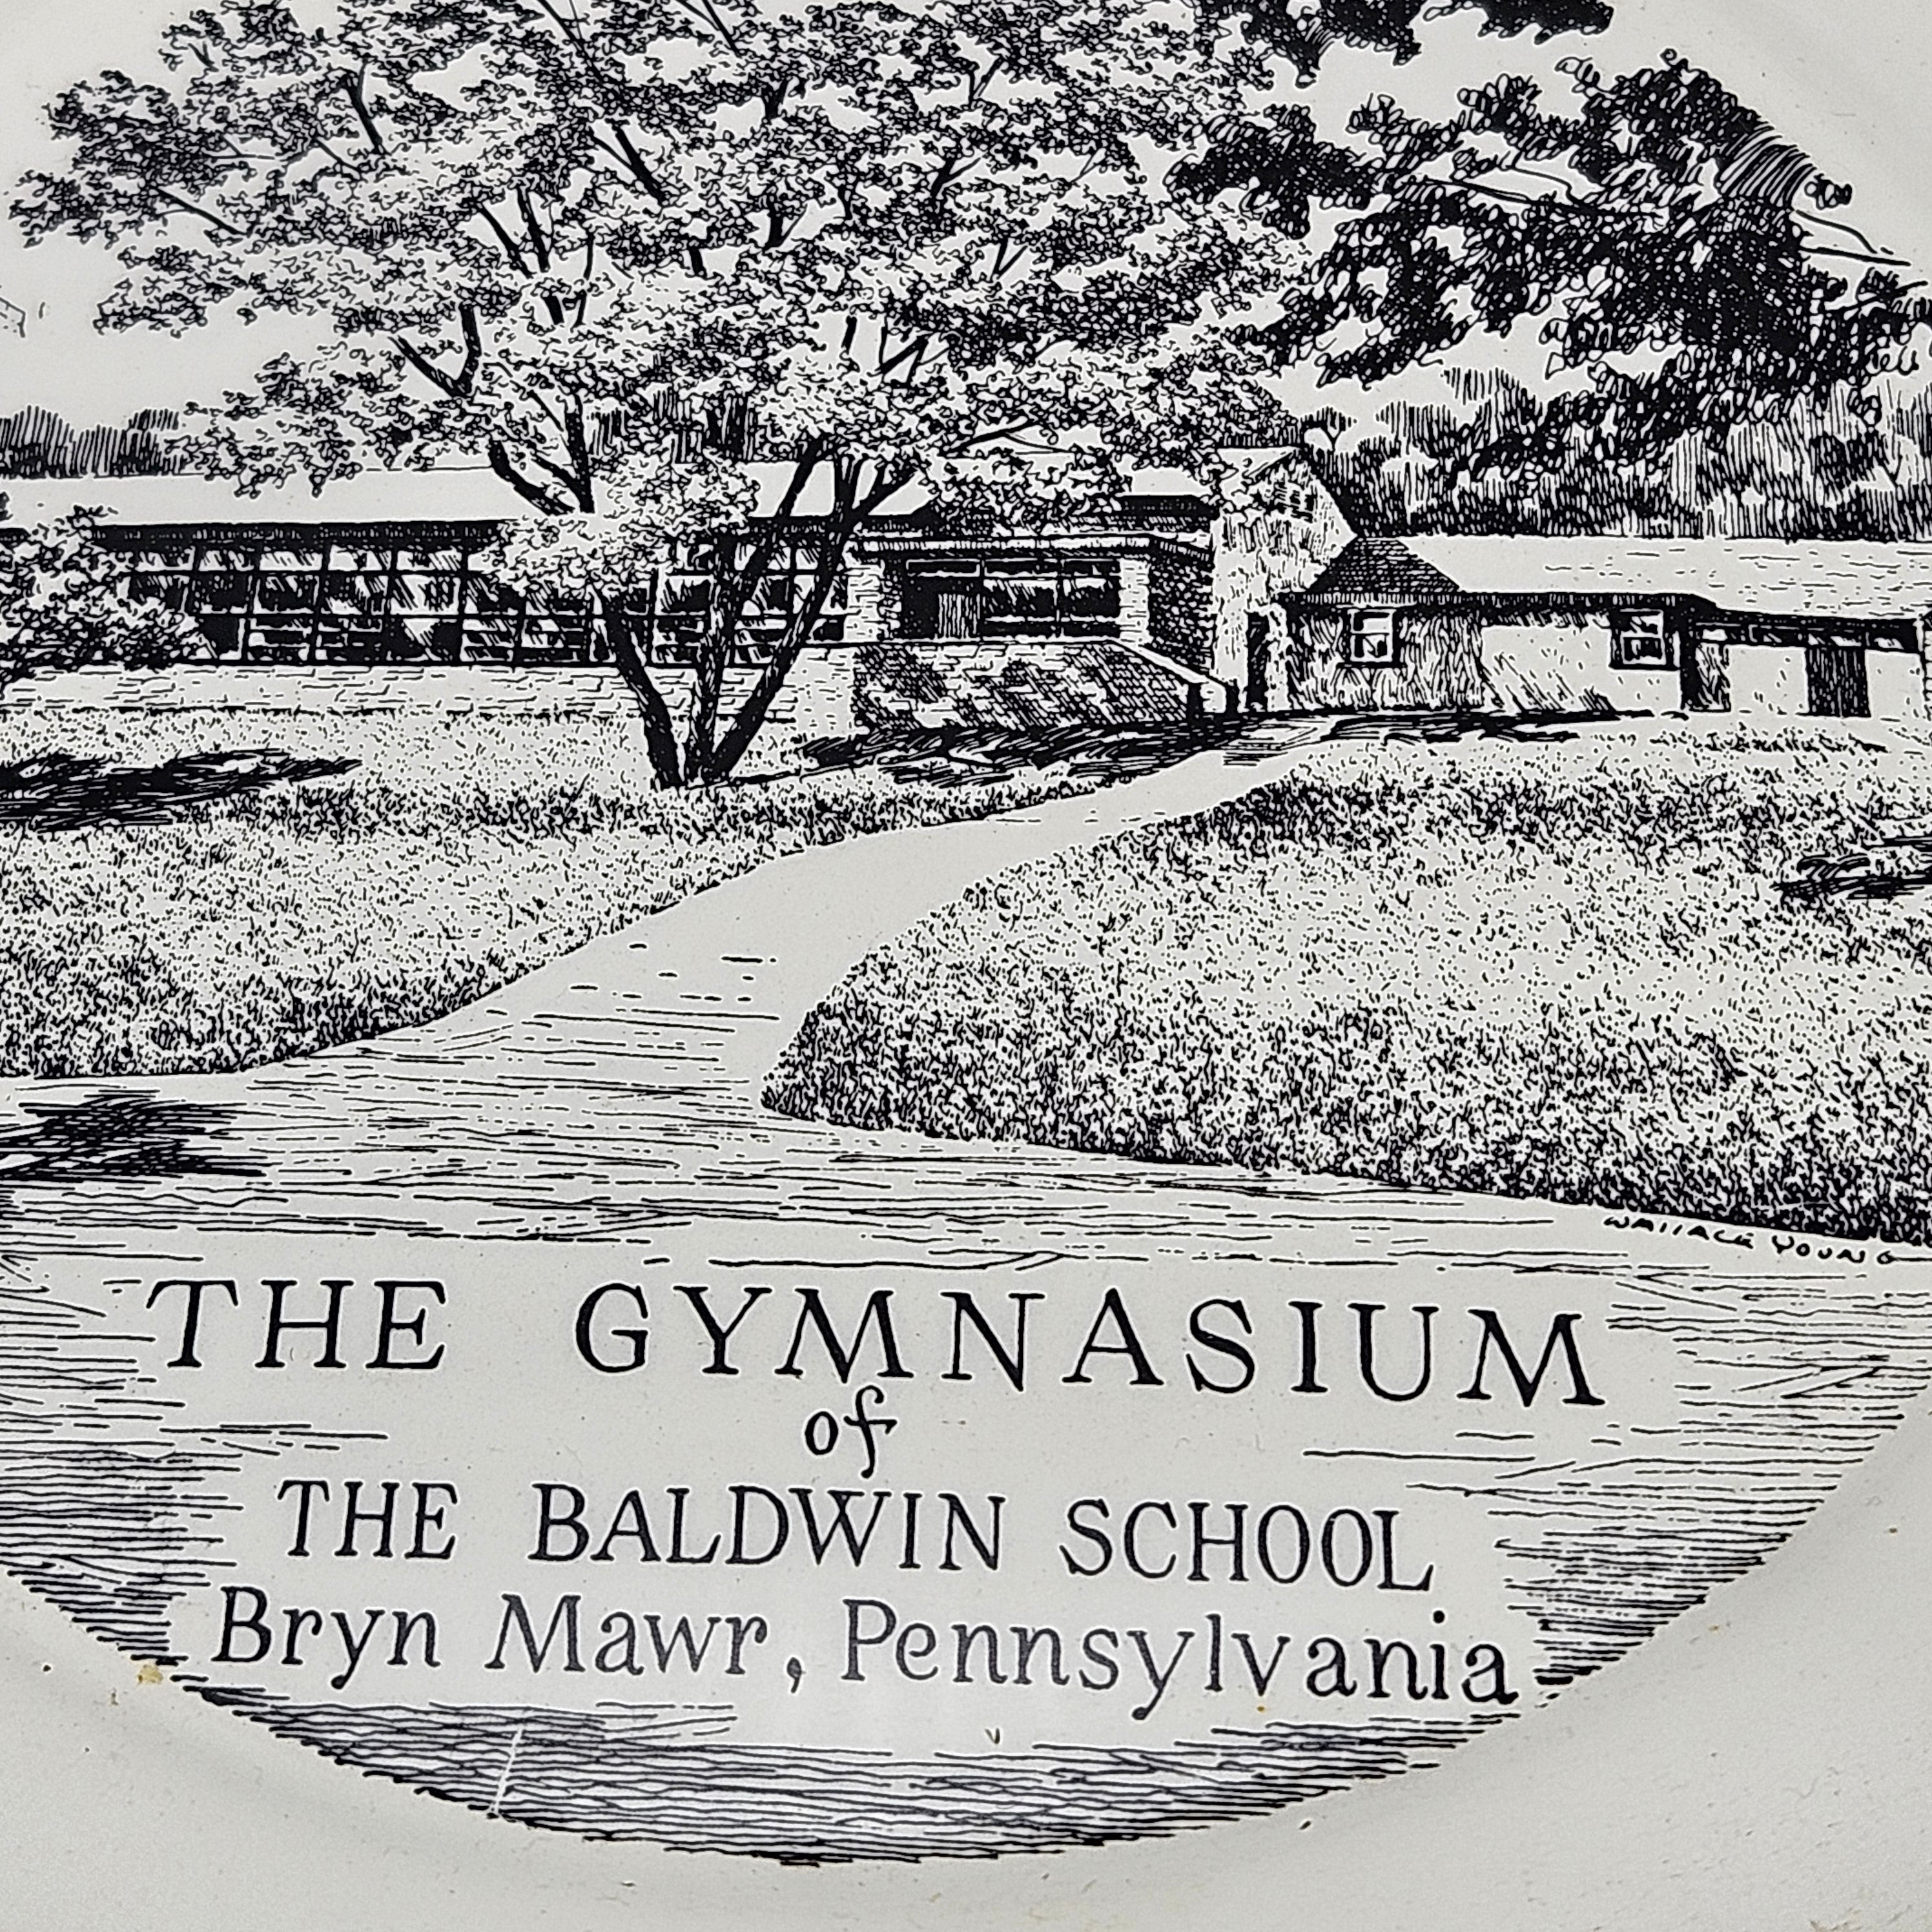 WAllACE YOUNG
THE GYMNASIUM
of
THE BALDWIN SCHOOL
Bryn Mawr, Pennsylvania